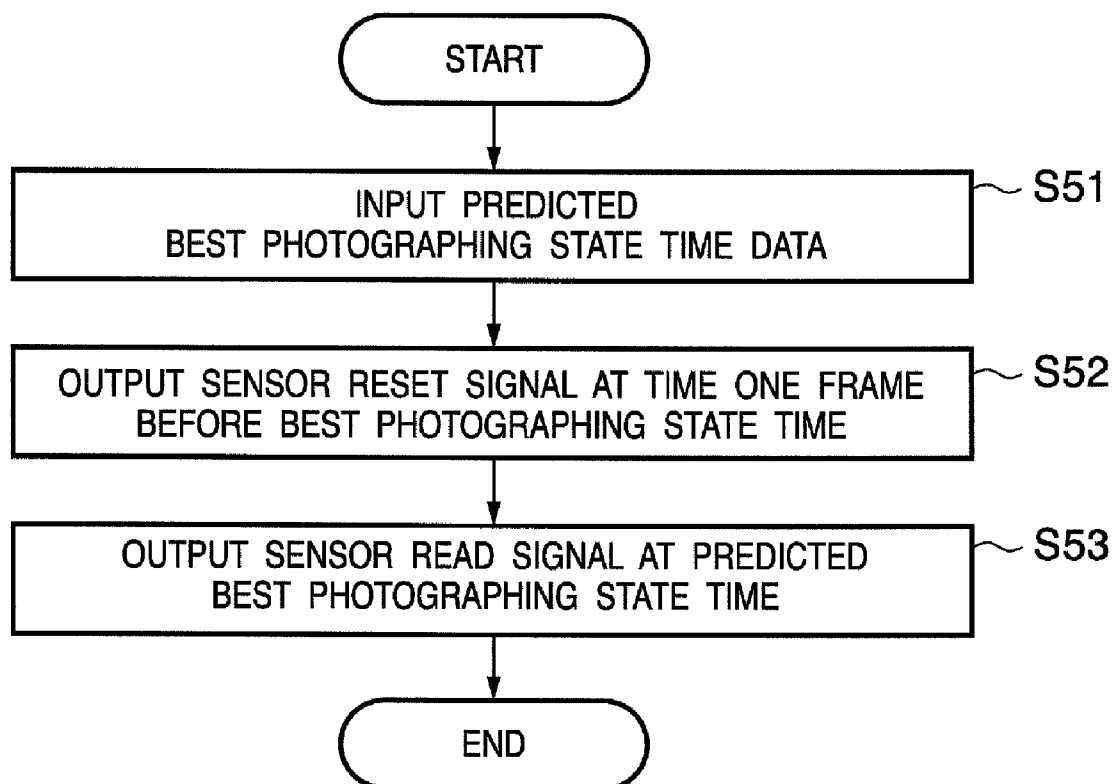 START
INPUT PREDICTED
BEST PHOTOGRAPHING STATE TIME DATA
S51
OUTPUT SENSOR RESET SIGNAL AT TIME ONE FRAME
BEFORE BEST PHOTOGRAPHING STATE TIME
S52
OUTPUT SENSOR READ SIGNAL AT PREDICTED
BEST PHOTOGRAPHING STATE TIME
S53
END